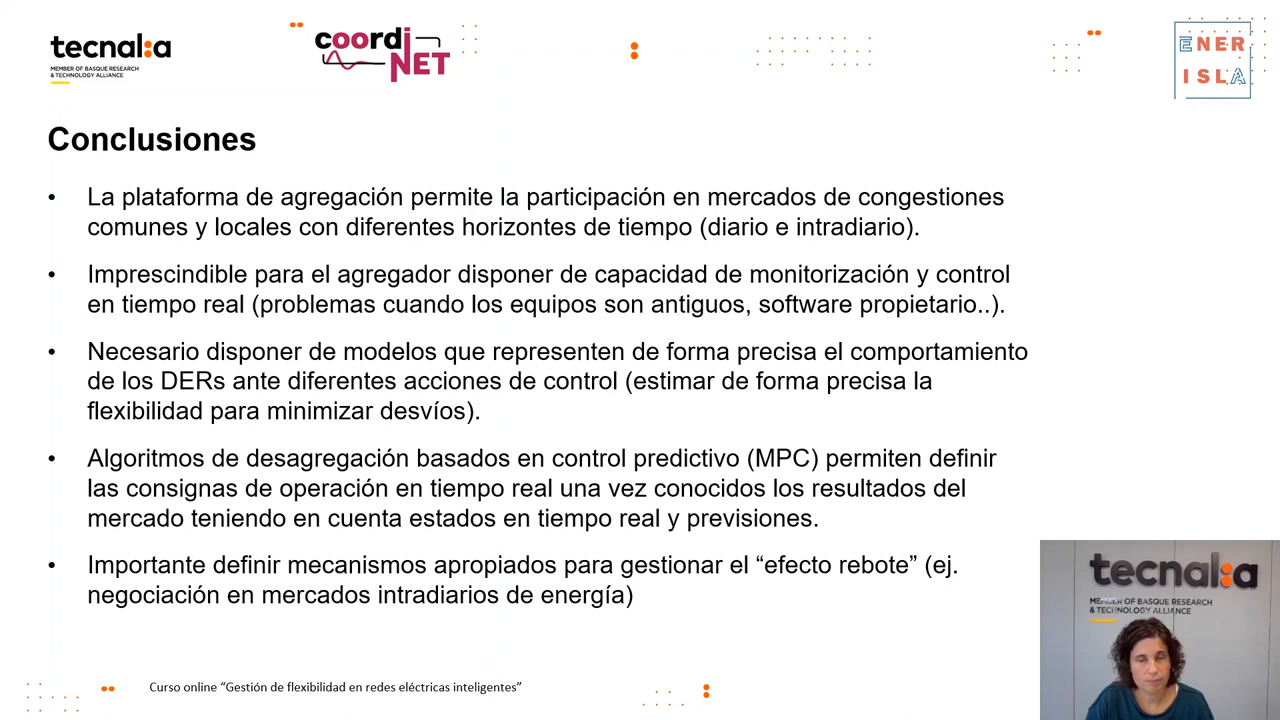 tecnal:a
MEMBER OF BASQUE RESEARCH
& TECHNOLOGY ALLIANCE
coordi
NET
ENER
ISLA
Conclusiones
• La plataforma de agregación permite la participación en mercados de congestiones
comunes y locales con diferentes horizontes de tiempo (diario e intradiario).
• Imprescindible para el agregador disponer de capacidad de monitorización y control
en tiempo real (problemas cuando los equipos son antiguos, software propietario..).
• Necesario disponer de modelos que representen de forma precisa el comportamiento
de los DERs ante diferentes acciones de control (estimar de forma precisa la
flexibilidad para minimizar desvíos).
• Algoritmos de desagregación basados en control predictivo (MPC) permiten definir
las consignas de operación en tiempo real una vez conocidos los resultados del
mercado teniendo en cuenta estados en tiempo real y previsiones.
• Importante definir mecanismos apropiados para gestionar el “efecto rebote” (ej.
negociación en mercados intradiarios de energía)
tecnal:a
MEMBER OF BASQUE RESEARCH
& TECHNOLOGY ALLIANCE
Curso online “Gestión de flexibilidad en redes eléctricas inteligentes”